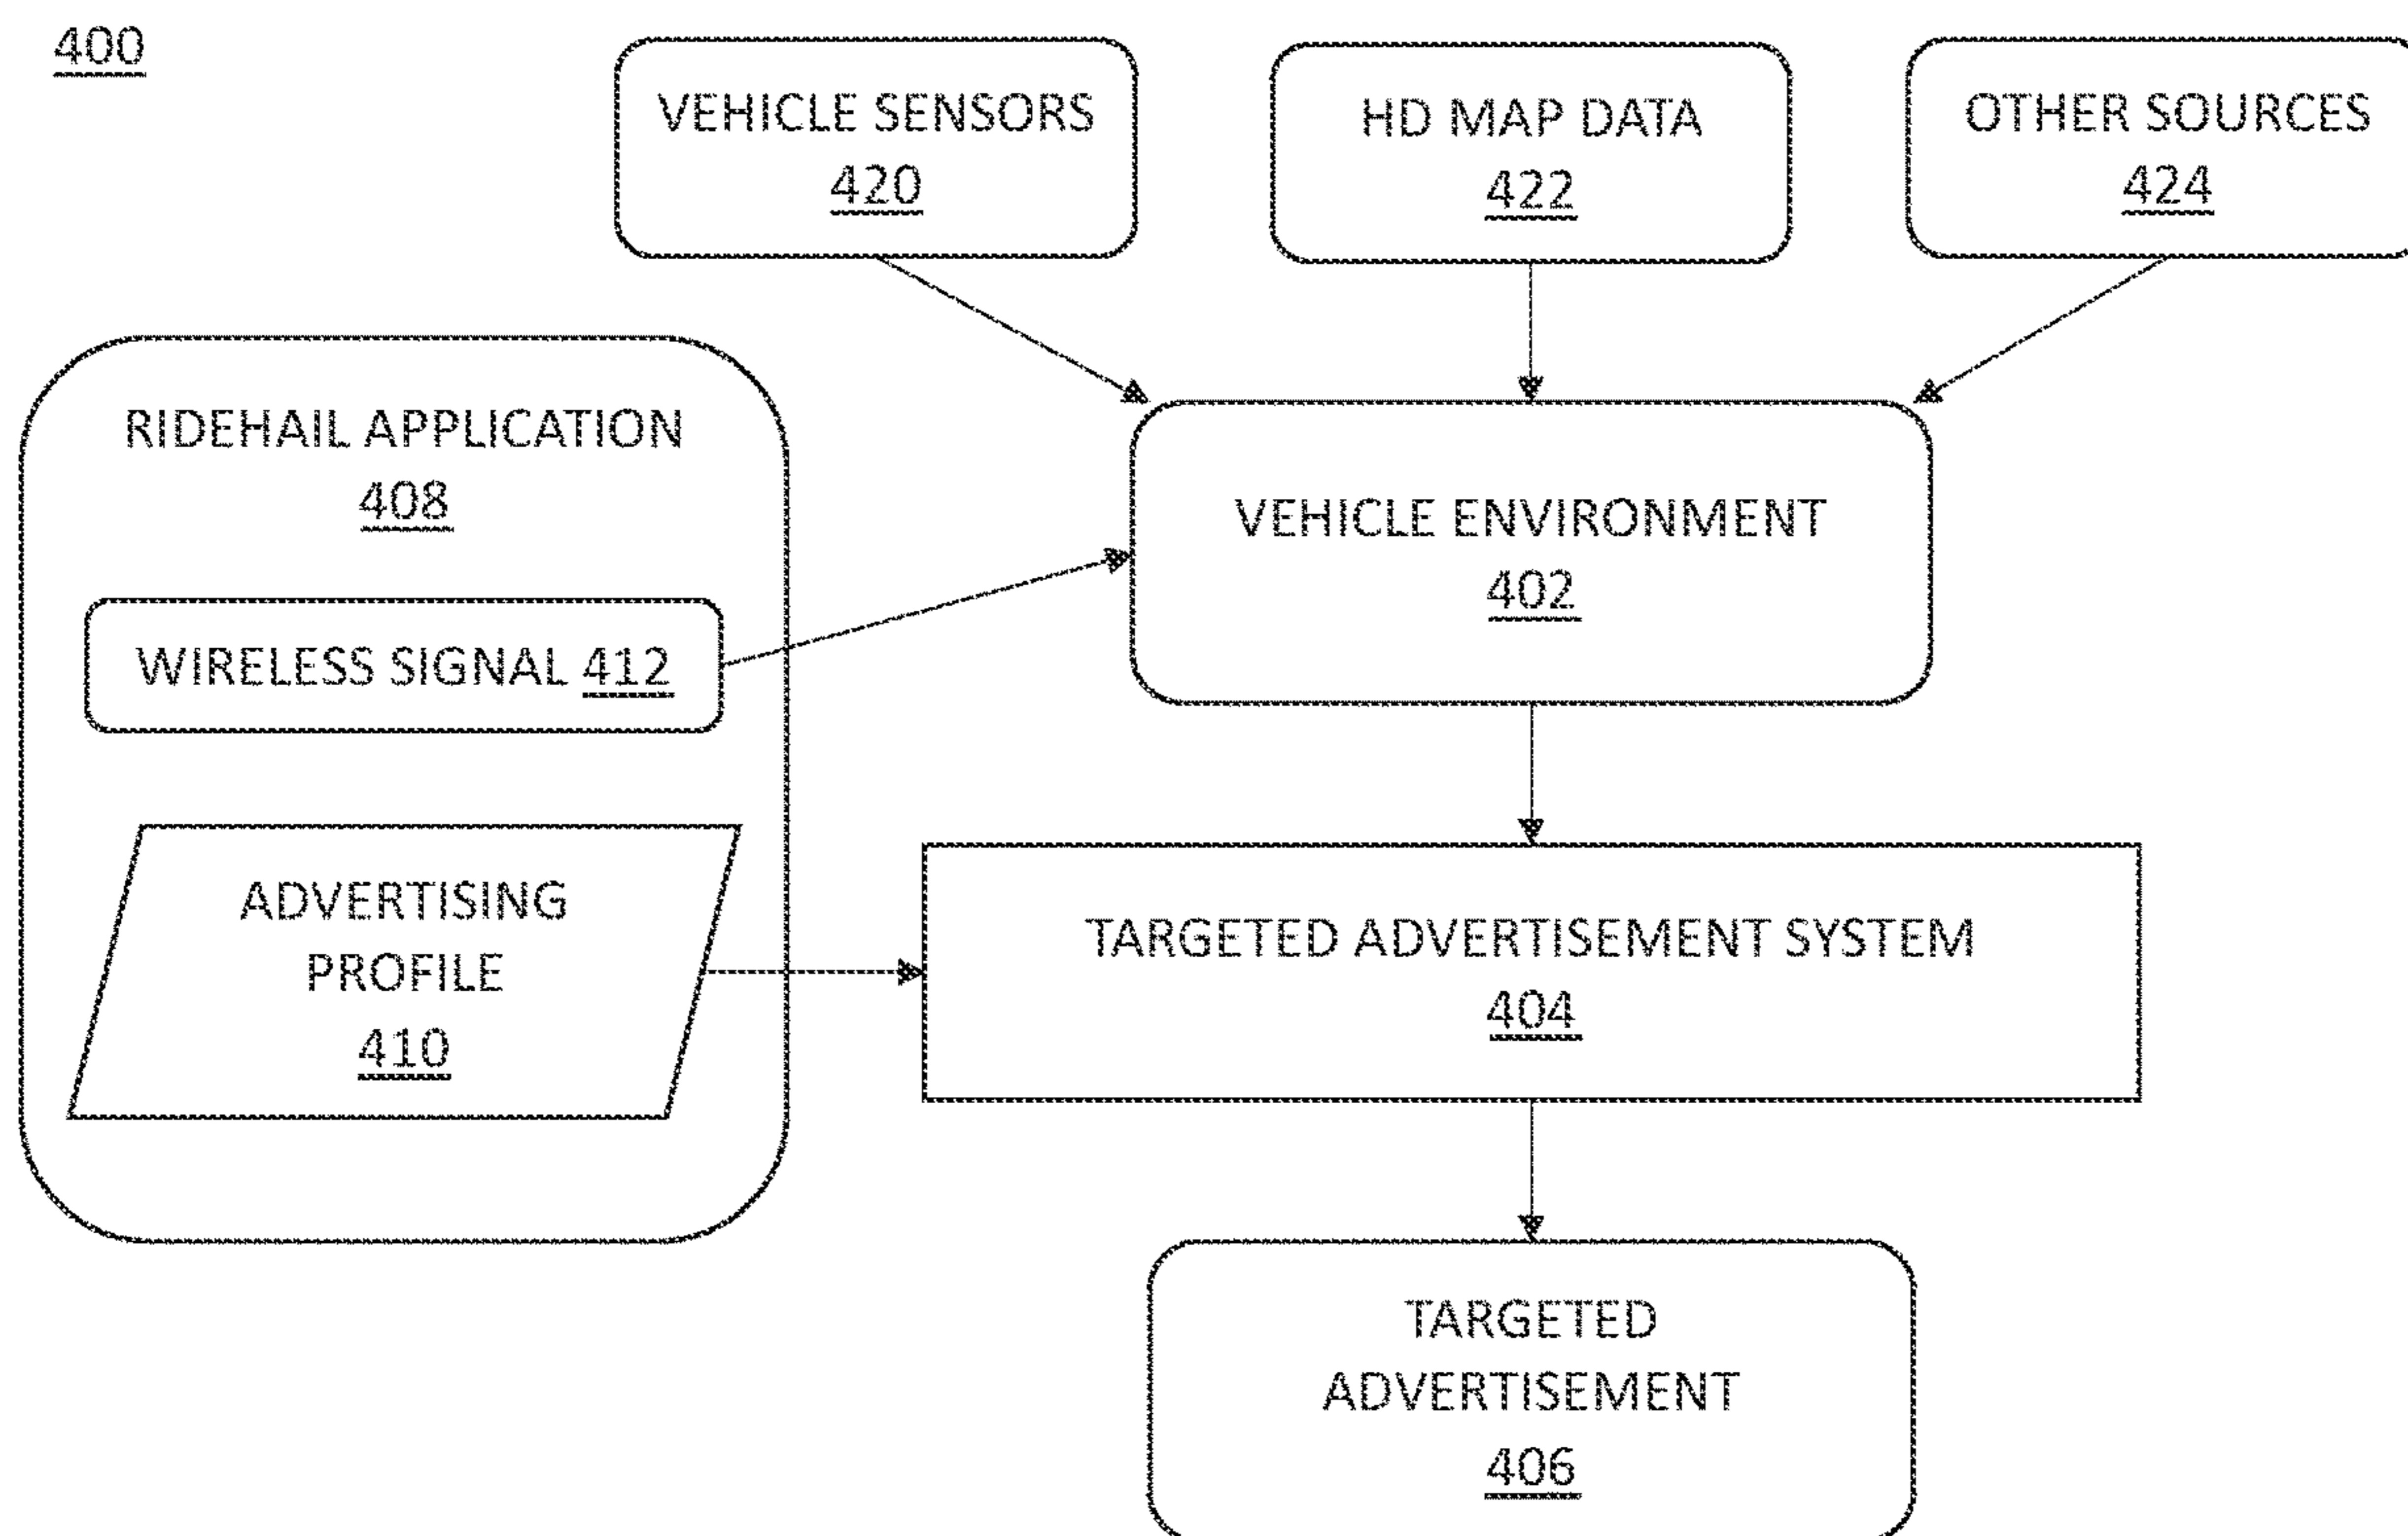 400
VEHICLE SENSORS
420
HD MAP DATA
422
OTHER SOURCES
424
RIDEHAIL APPLICATION
408
WIRELESS SIGNAL 412
ADVERTISING
PROFILE
410
VEHICLE ENVIRONMENT
402
TARGETED ADVERTISEMENT SYSTEM
404
TARGETED
ADVERTISEMENT
406